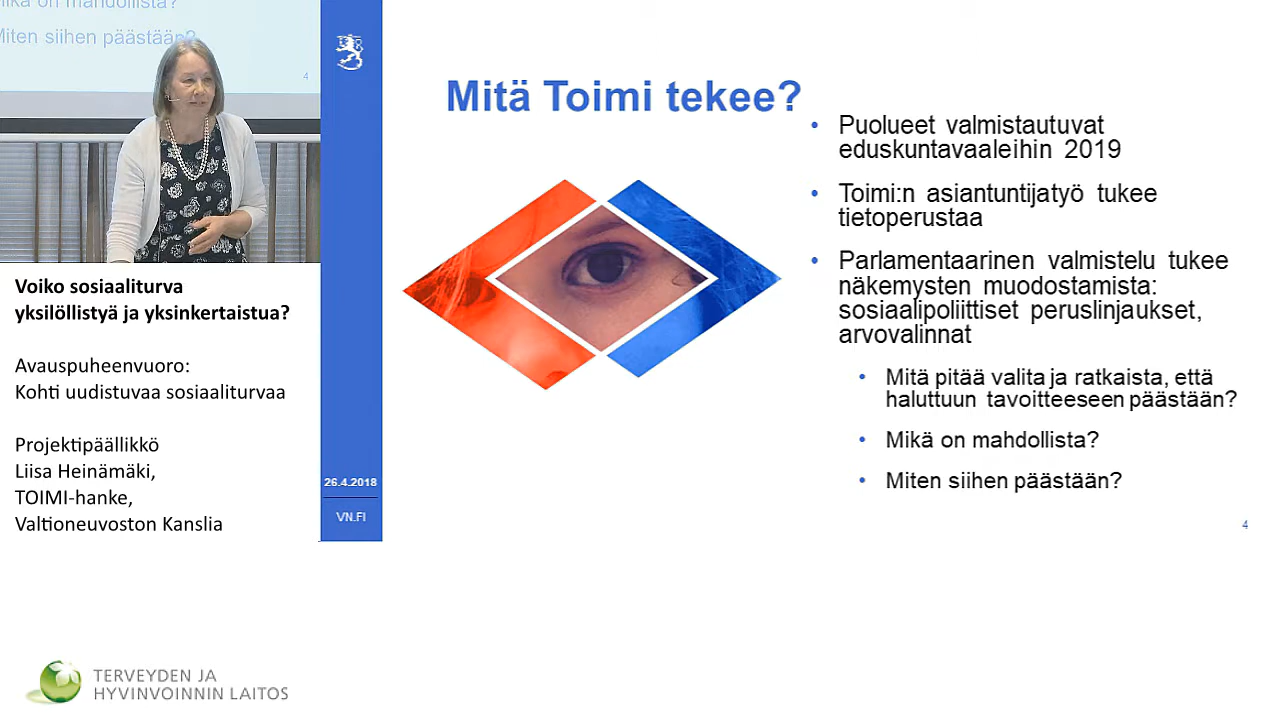 ikä on mahdollista?
Miten siihen päästään?
4
Voiko sosiaaliturva
yksilöllistyä ja yksinkertaistua?
Avauspuheenvuoro:
Kohti uudistuvaa sosiaaliturvaa
Projektipäällikkö
Liisa Heinämäki,
TOIMI-hanke,
Valtioneuvoston Kanslia
26.4.2018
VN.FI
Mitä Toimi tekee?
• Puolueet valmistautuvat
eduskuntavaaleihin 2019
• Toimi:n asiantuntijatyö tukee
tietoperustaa
• Parlamentaarinen valmistelu tukee
näkemysten muodostamista:
sosiaalipoliittiset peruslinjaukset,
arvovalinnat
• Mitä pitää valita ja ratkaista, että
haluttuun tavoitteeseen päästään?
• Mikä on mahdollista?
• Miten siihen päästään?
4
TERVEYDEN JA
HYVINVOINNIN LAITOS